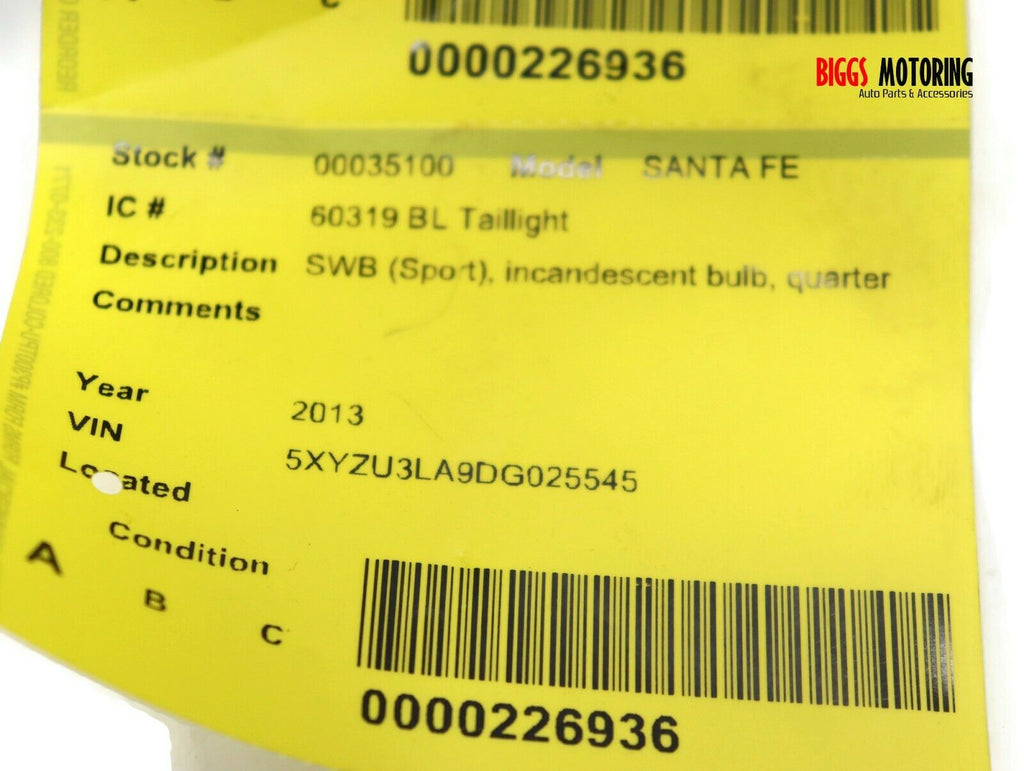 C
0000226936
BIGGS MOTORING
Auto Parts & Accessories
Stock # 00035100 Model SANTA FE
IC # 60319 BL Taillight
Description SWB (Sport), incandescent bulb, quarter
Comments
Year 2013
VIN 5XYZU3LA9DG025545
Located
Condition
A B C
0000226936